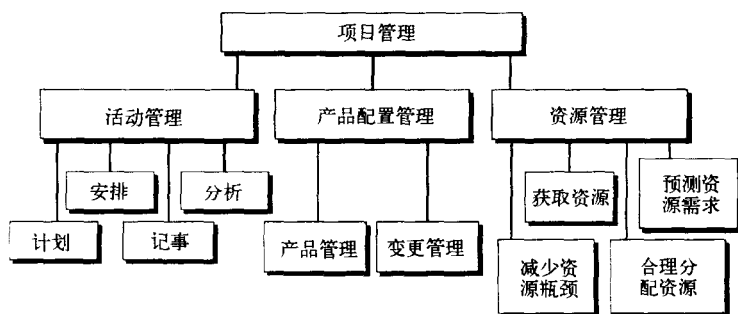 项目管理
活动管理
产品配置管理
资源管理
安排
分析
获取资源
预测资
源需求
计划
记事
产品管理
变更管理
减少资
源瓶颈
合理分
配资源